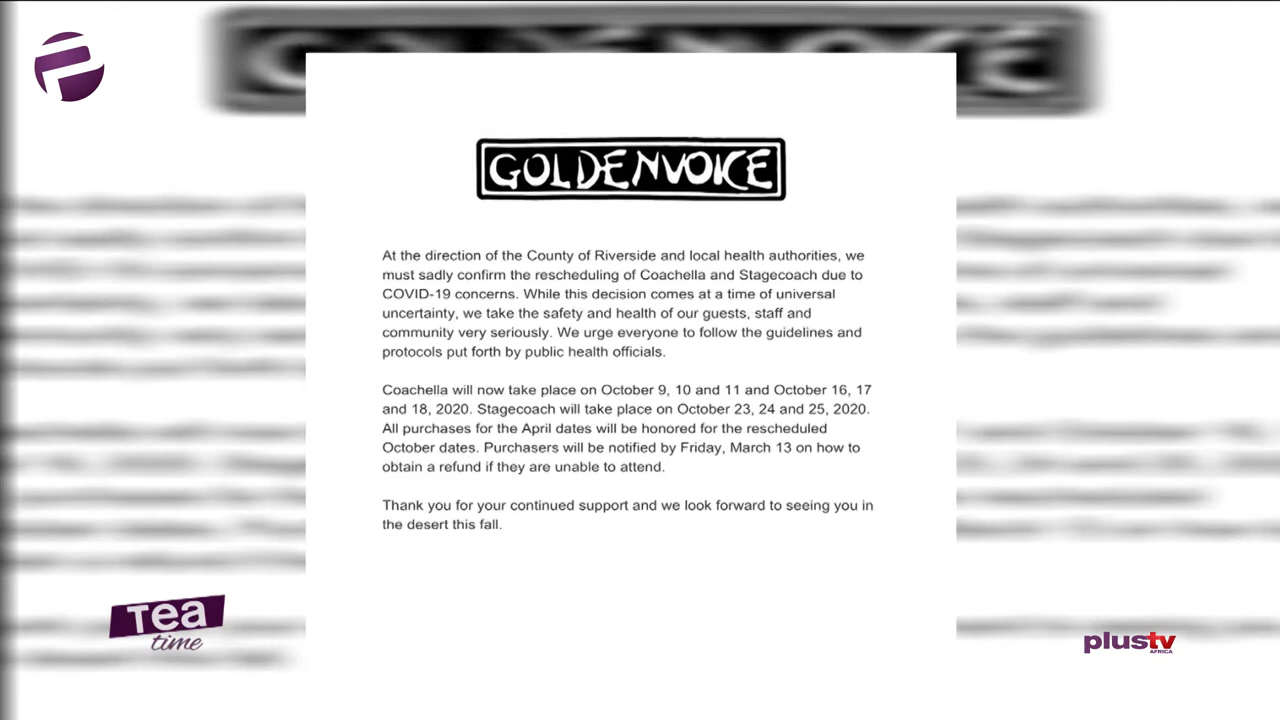 GOLDENVOICE
At the direction of the County of Riverside and local health authorities, we
must sadly confirm the rescheduling of Coachella and Stagecoach due to
COVID-19 concerns. While this decision comes at a time of universal
uncertainty, we take the safety and health of our guests, staff and
community very seriously. We urge everyone to follow the guidelines and
protocols put forth by public health officials.
Coachella will now take place on October 9, 10 and 11 and October 16, 17
and 18, 2020. Stagecoach will take place on October 23, 24 and 25, 2020.
All purchases for the April dates will be honored for the rescheduled
October dates. Purchasers will be notified by Friday, March 13 on how to
obtain a refund if they are unable to attend.
Thank you for your continued support and we look forward to seeing you in
the desert this fall.
Tea
time
plustv
AFRICA